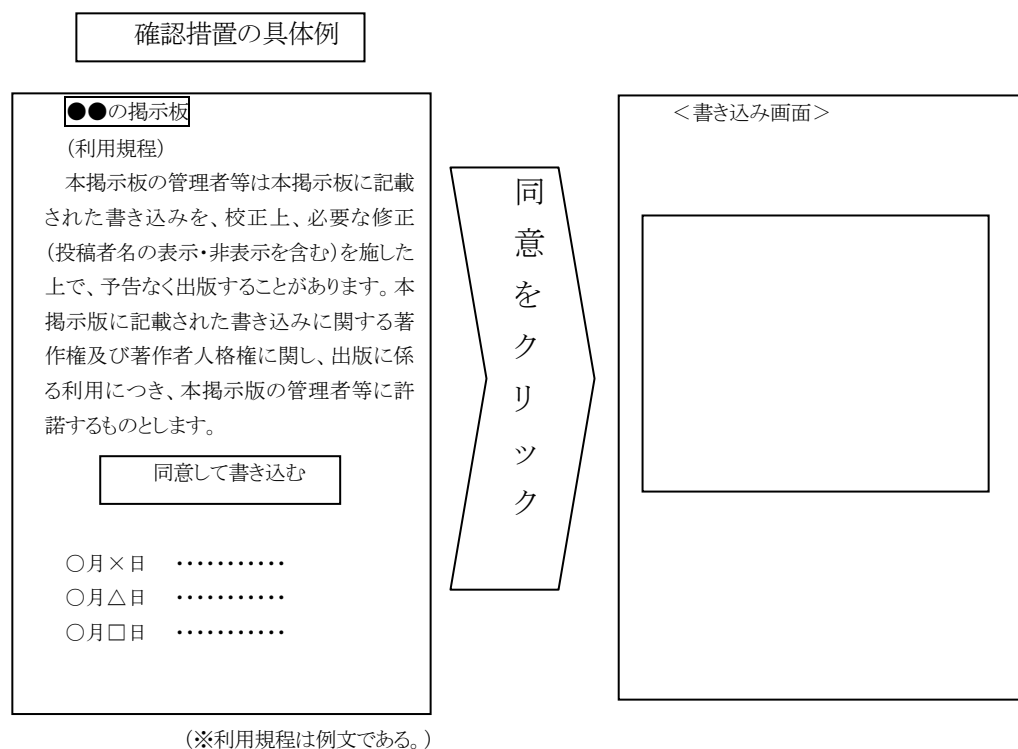 確認措置の具体例
●●の掲示板
(利用規程)
本掲示板の管理者等は本掲示板に記載
された書き込みを、校正上、必要な修正
(投稿者名の表示・非表示を含む)を施した
上で、予告なく出版することがあります。本
掲示版に記載された書き込みに関する著
作権及び著作者人格権に関し、出版に係
る利用につき、本掲示版の管理者等に許
諾するものとします。
同意して書き込む
○月×日 ・・・・・・・・・・・
○月△日 ・・・・・・・・・・・
○月□日 ・・・・・・・・・・・
同意をクリック
<書き込み画面>
(※利用規程は例文である。)